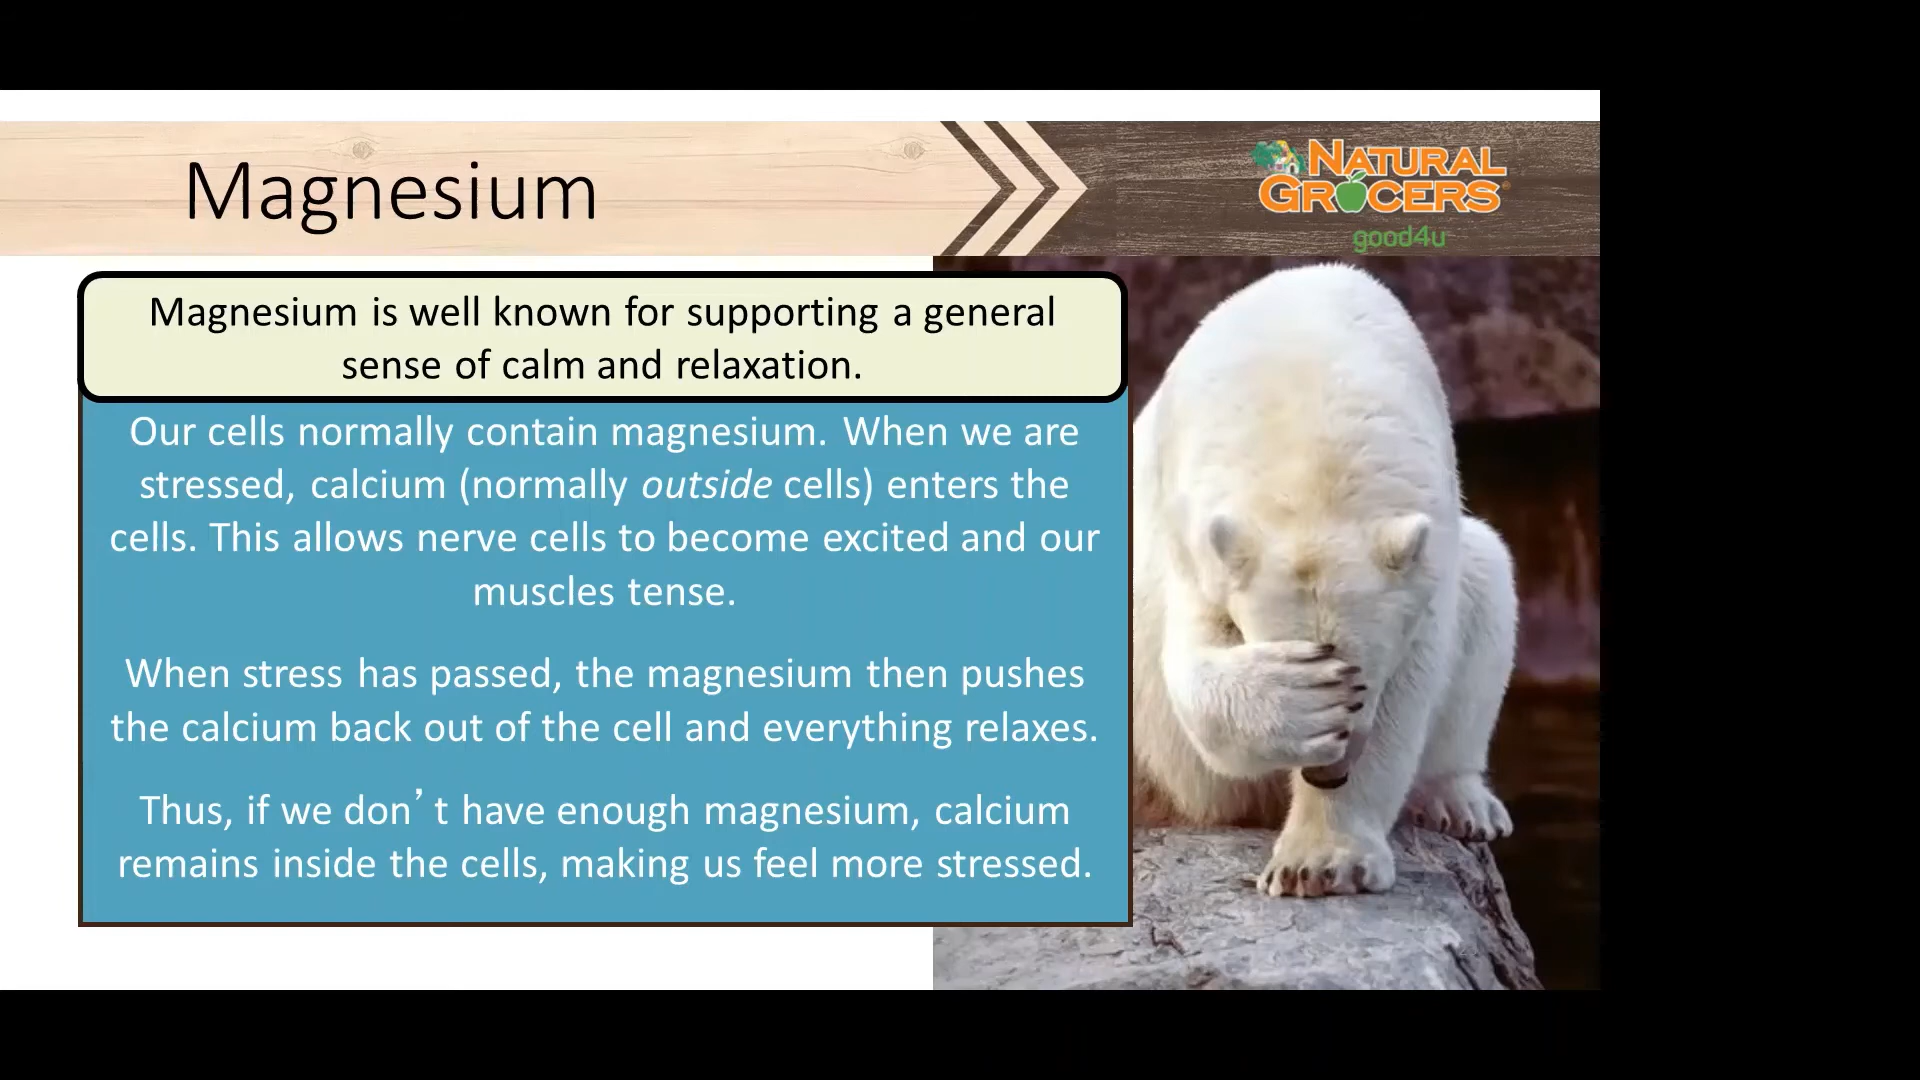 Magnesium
NATURAL
GROCERS
good4u
Magnesium is well known for supporting a general
sense of calm and relaxation.
Our cells normally contain magnesium. When we are
stressed, calcium (normally outside cells) enters the
cells. This allows nerve cells to become excited and our
muscles tense.
When stress has passed, the magnesium then pushes
the calcium back out of the cell and everything relaxes.
Thus, if we don’t have enough magnesium, calcium
remains inside the cells, making us feel more stressed.